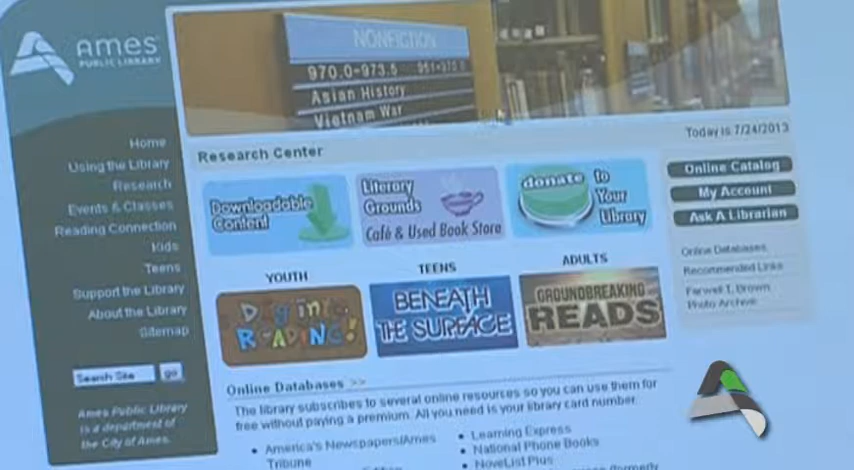 AMES
PUBLIC LIBRARY
NONFICTION
970.0-973.5 951-970.
Asian History
Vietnam War
Today is 7/24/2013
Home
Using the Library
Research
Events & Classes
Reading Connection
Kids
Teens
Support the Library
About the Library
Sitemap
Search Site go
Ames Public Library
is a department of
the City of Ames.
Research Center
Downloadable
Content
Literary
Grounds
Café & Used Book Store
donate to
Your
Library
YOUTH
TEENS
ADULTS
Dig into
READING!
BENEATH
THE SURFACE
GROUNDBREAKING
READS
Online Databases >>
The library subscribes to several online resources so you can use them for
free without paying a premium. All you need is your library card number.
• America's Newspapers/Ames
Tribune
• Learning Express
• National Phone Books
• NoveList Plus
(formerly
Online Catalog
My Account
Ask A Librarian
Online Databases
Recommended Links
Farwell T. Brown
Photo Archive